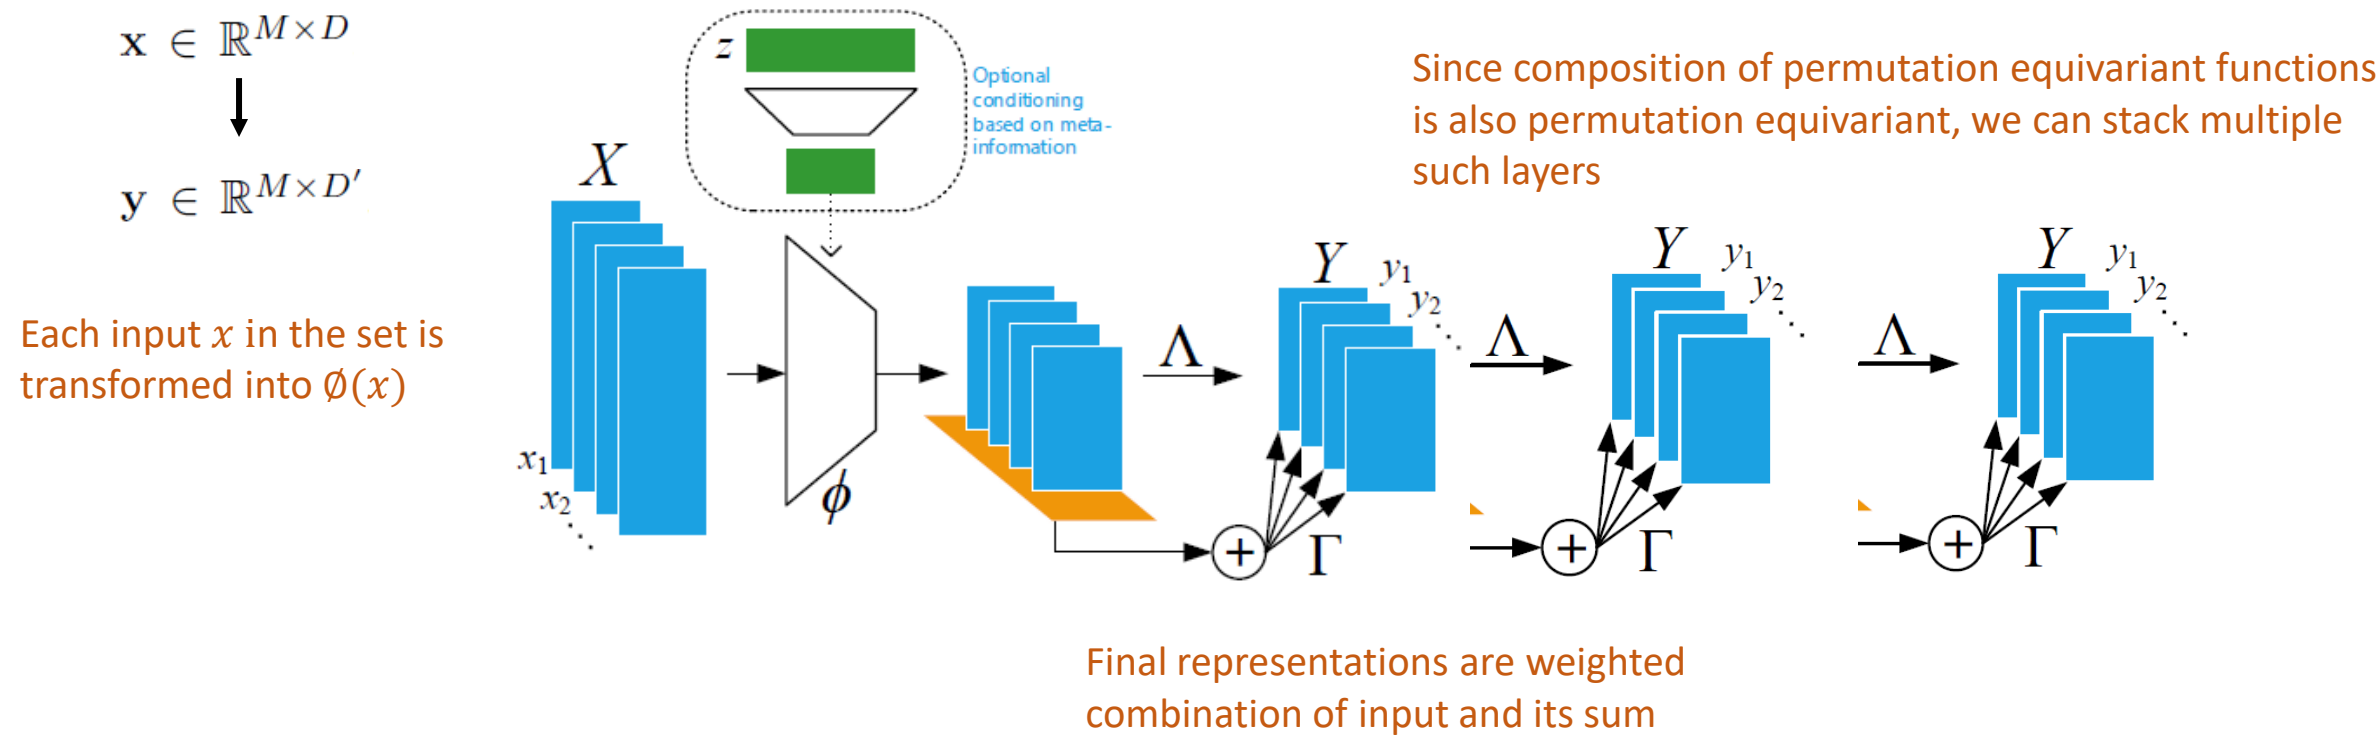 x ∈ ℝ^{M×D}
y ∈ ℝ^{M×D′}
Each input 𝑥 in the set is
transformed into ∅(𝑥)
z
Optional
conditioning
based on meta-
information
X
x₁
x₂
⋱
ϕ
Λ
Y
y₁
y₂
⋱
+
Γ
Since composition of permutation equivariant functions
is also permutation equivariant, we can stack multiple
such layers
Λ
Y
y₁
y₂
⋱
+
Γ
Λ
Y
y₁
y₂
⋱
+
Γ
Final representations are weighted
combination of input and its sum